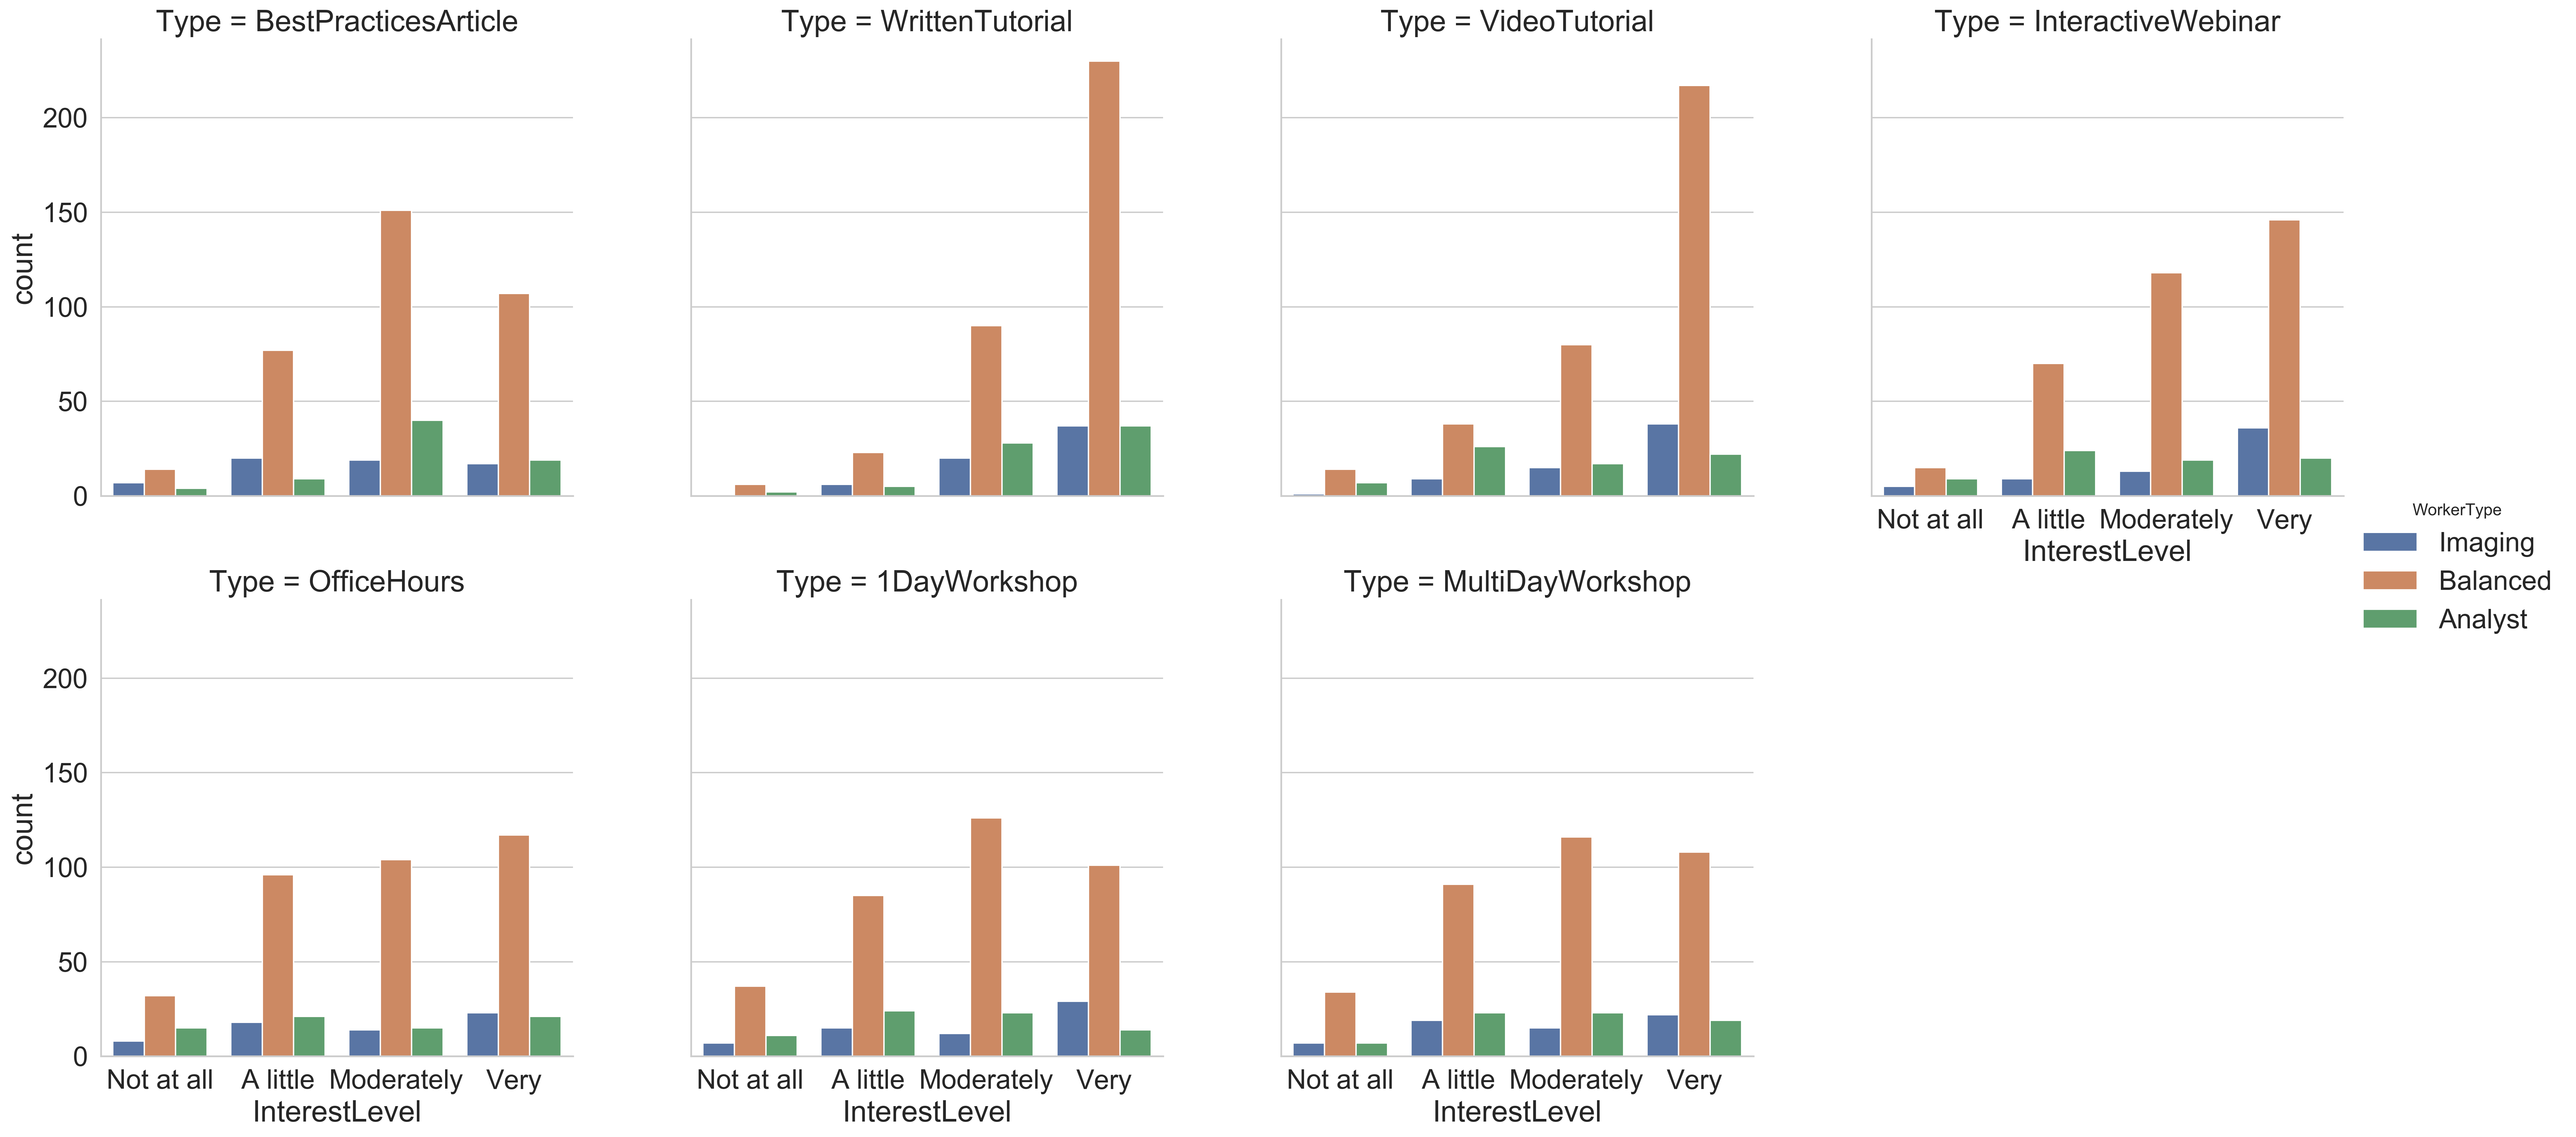 Type = BestPracticesArticle
Type = WrittenTutorial
Type = VideoTutorial
Type = InteractiveWebinar
count
200
150
100
50
0
Not at all A little Moderately Very
InterestLevel
WorkerType
Imaging
Balanced
Analyst
Type = OfficeHours
Type = 1DayWorkshop
Type = MultiDayWorkshop
count
200
150
100
50
0
Not at all A little Moderately Very
InterestLevel
Not at all A little Moderately Very
InterestLevel
Not at all A little Moderately Very
InterestLevel